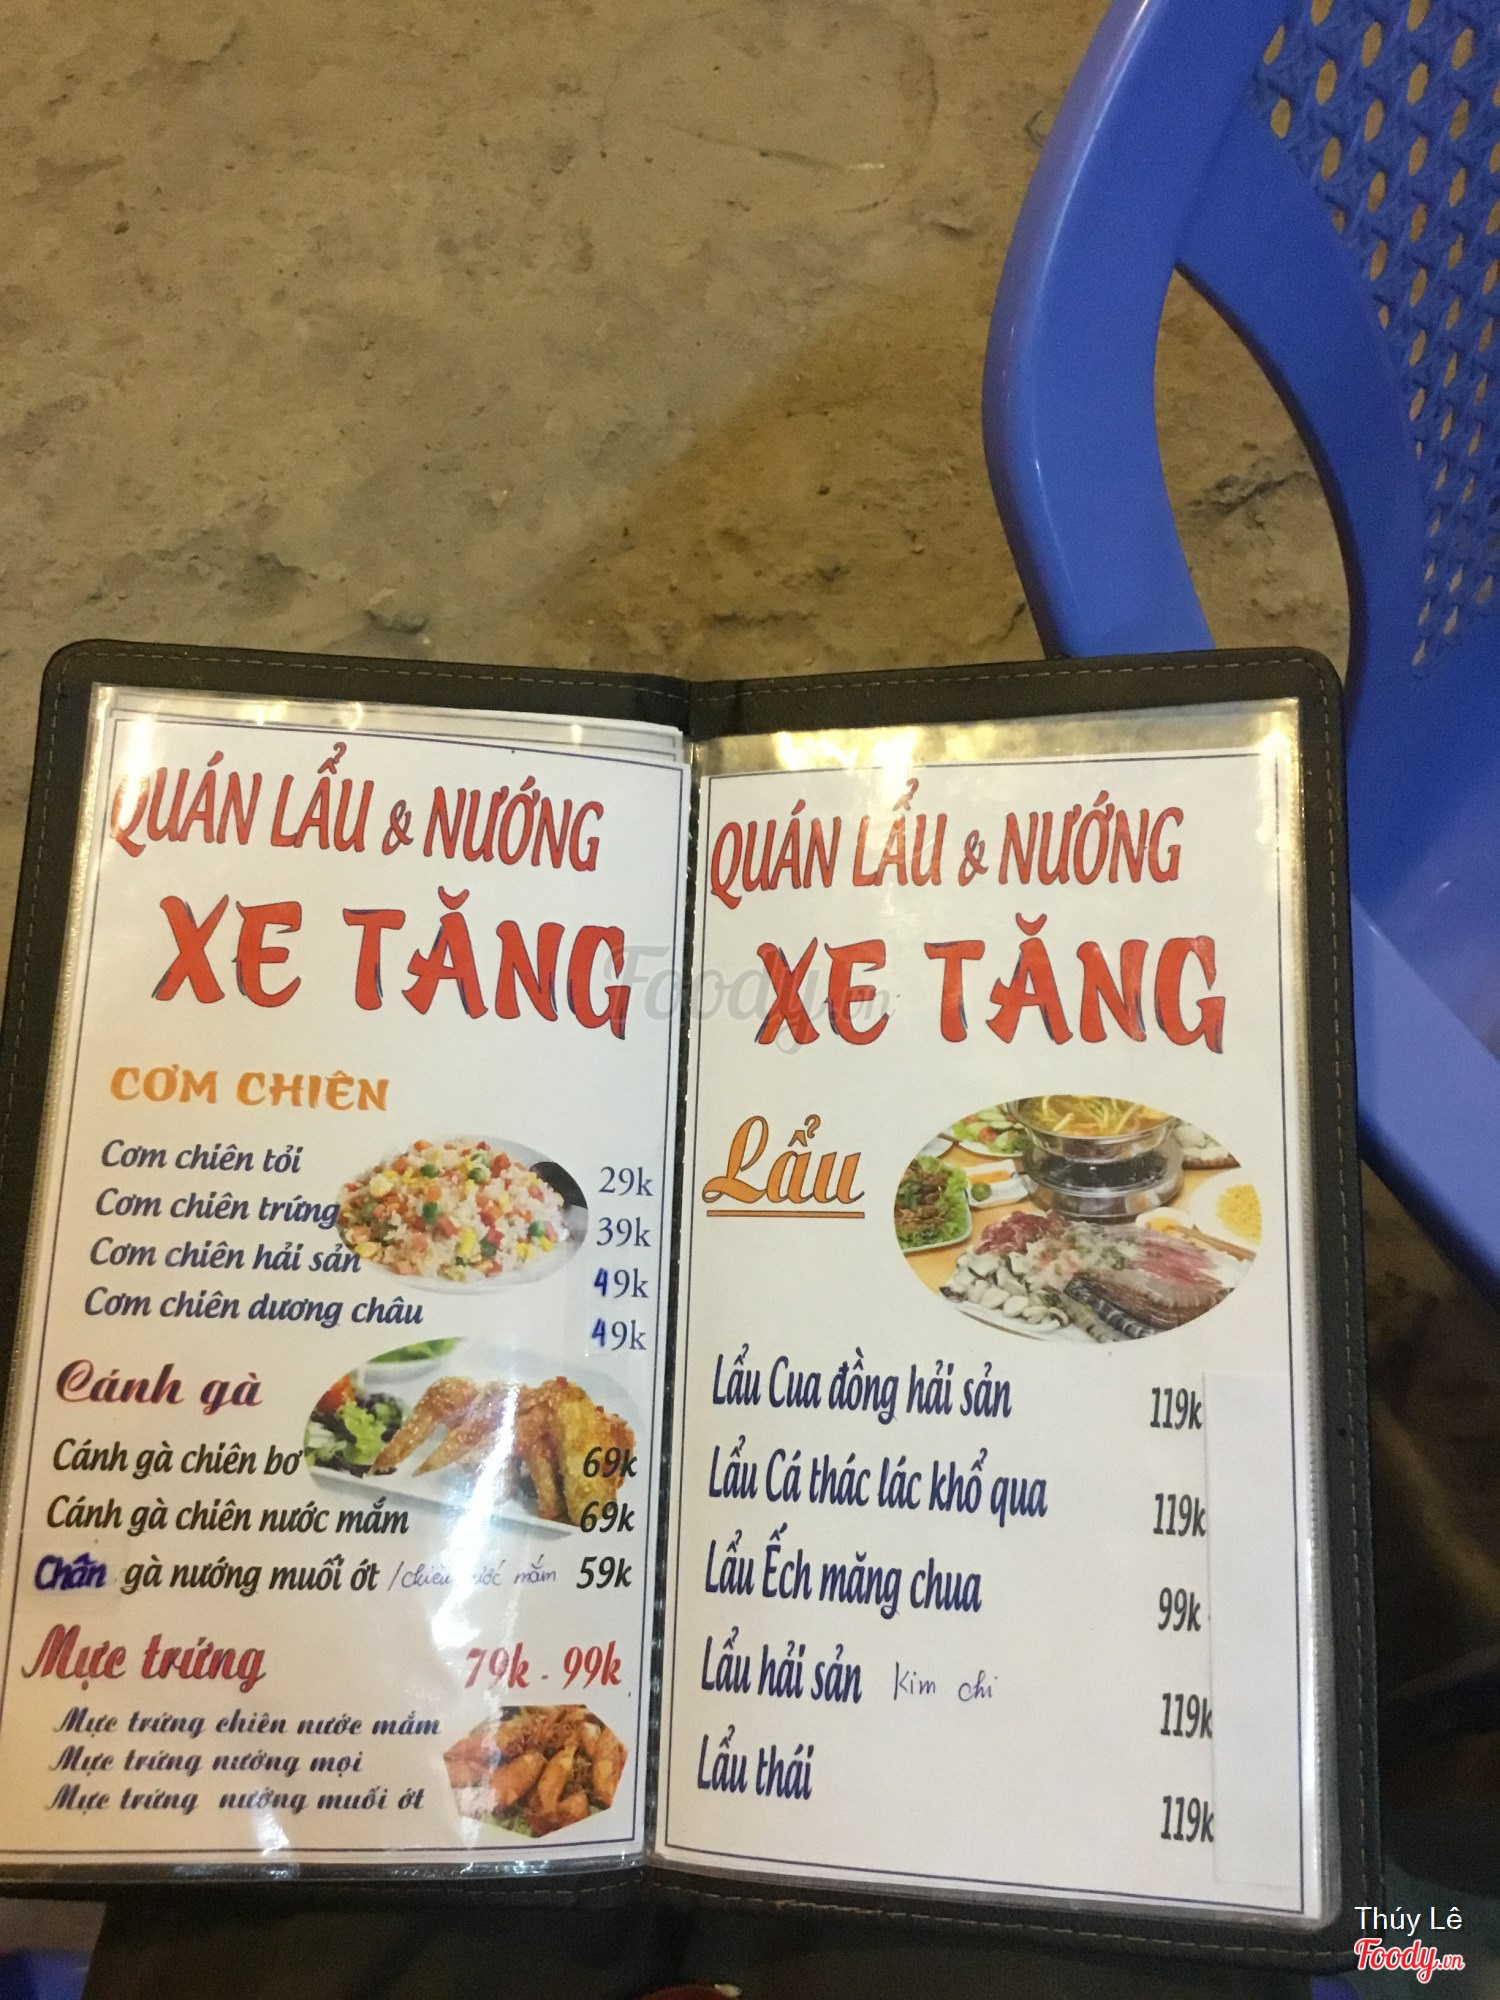 QUÁN LẨU & NƯỚNG
XE TĂNG
CƠM CHIÊN
Cơm chiên tỏi 29k
Cơm chiên trứng 39k
Cơm chiên hải sản 49k
Cơm chiên dương châu 49k
Cánh gà
Cánh gà chiên bơ 69k
Cánh gà chiên nước mắm 69k
Chân gà nướng muối ớt / mắm 59k
Mực trứng 79k - 99k
Mực trứng chiên nước mắm
Mực trứng nướng mọi
Mực trứng nướng muối ớt
QUÁN LẨU & NƯỚNG
XE TĂNG
Lẩu
Lẩu Cua đồng hải sản 119k
Lẩu Cá thác lác khổ qua 119k
Lẩu Ếch măng chua 99k
Lẩu hải sản kim chi 119k
Lẩu thái 119k
Foody.vn
Thúy Lê
Foody.vn